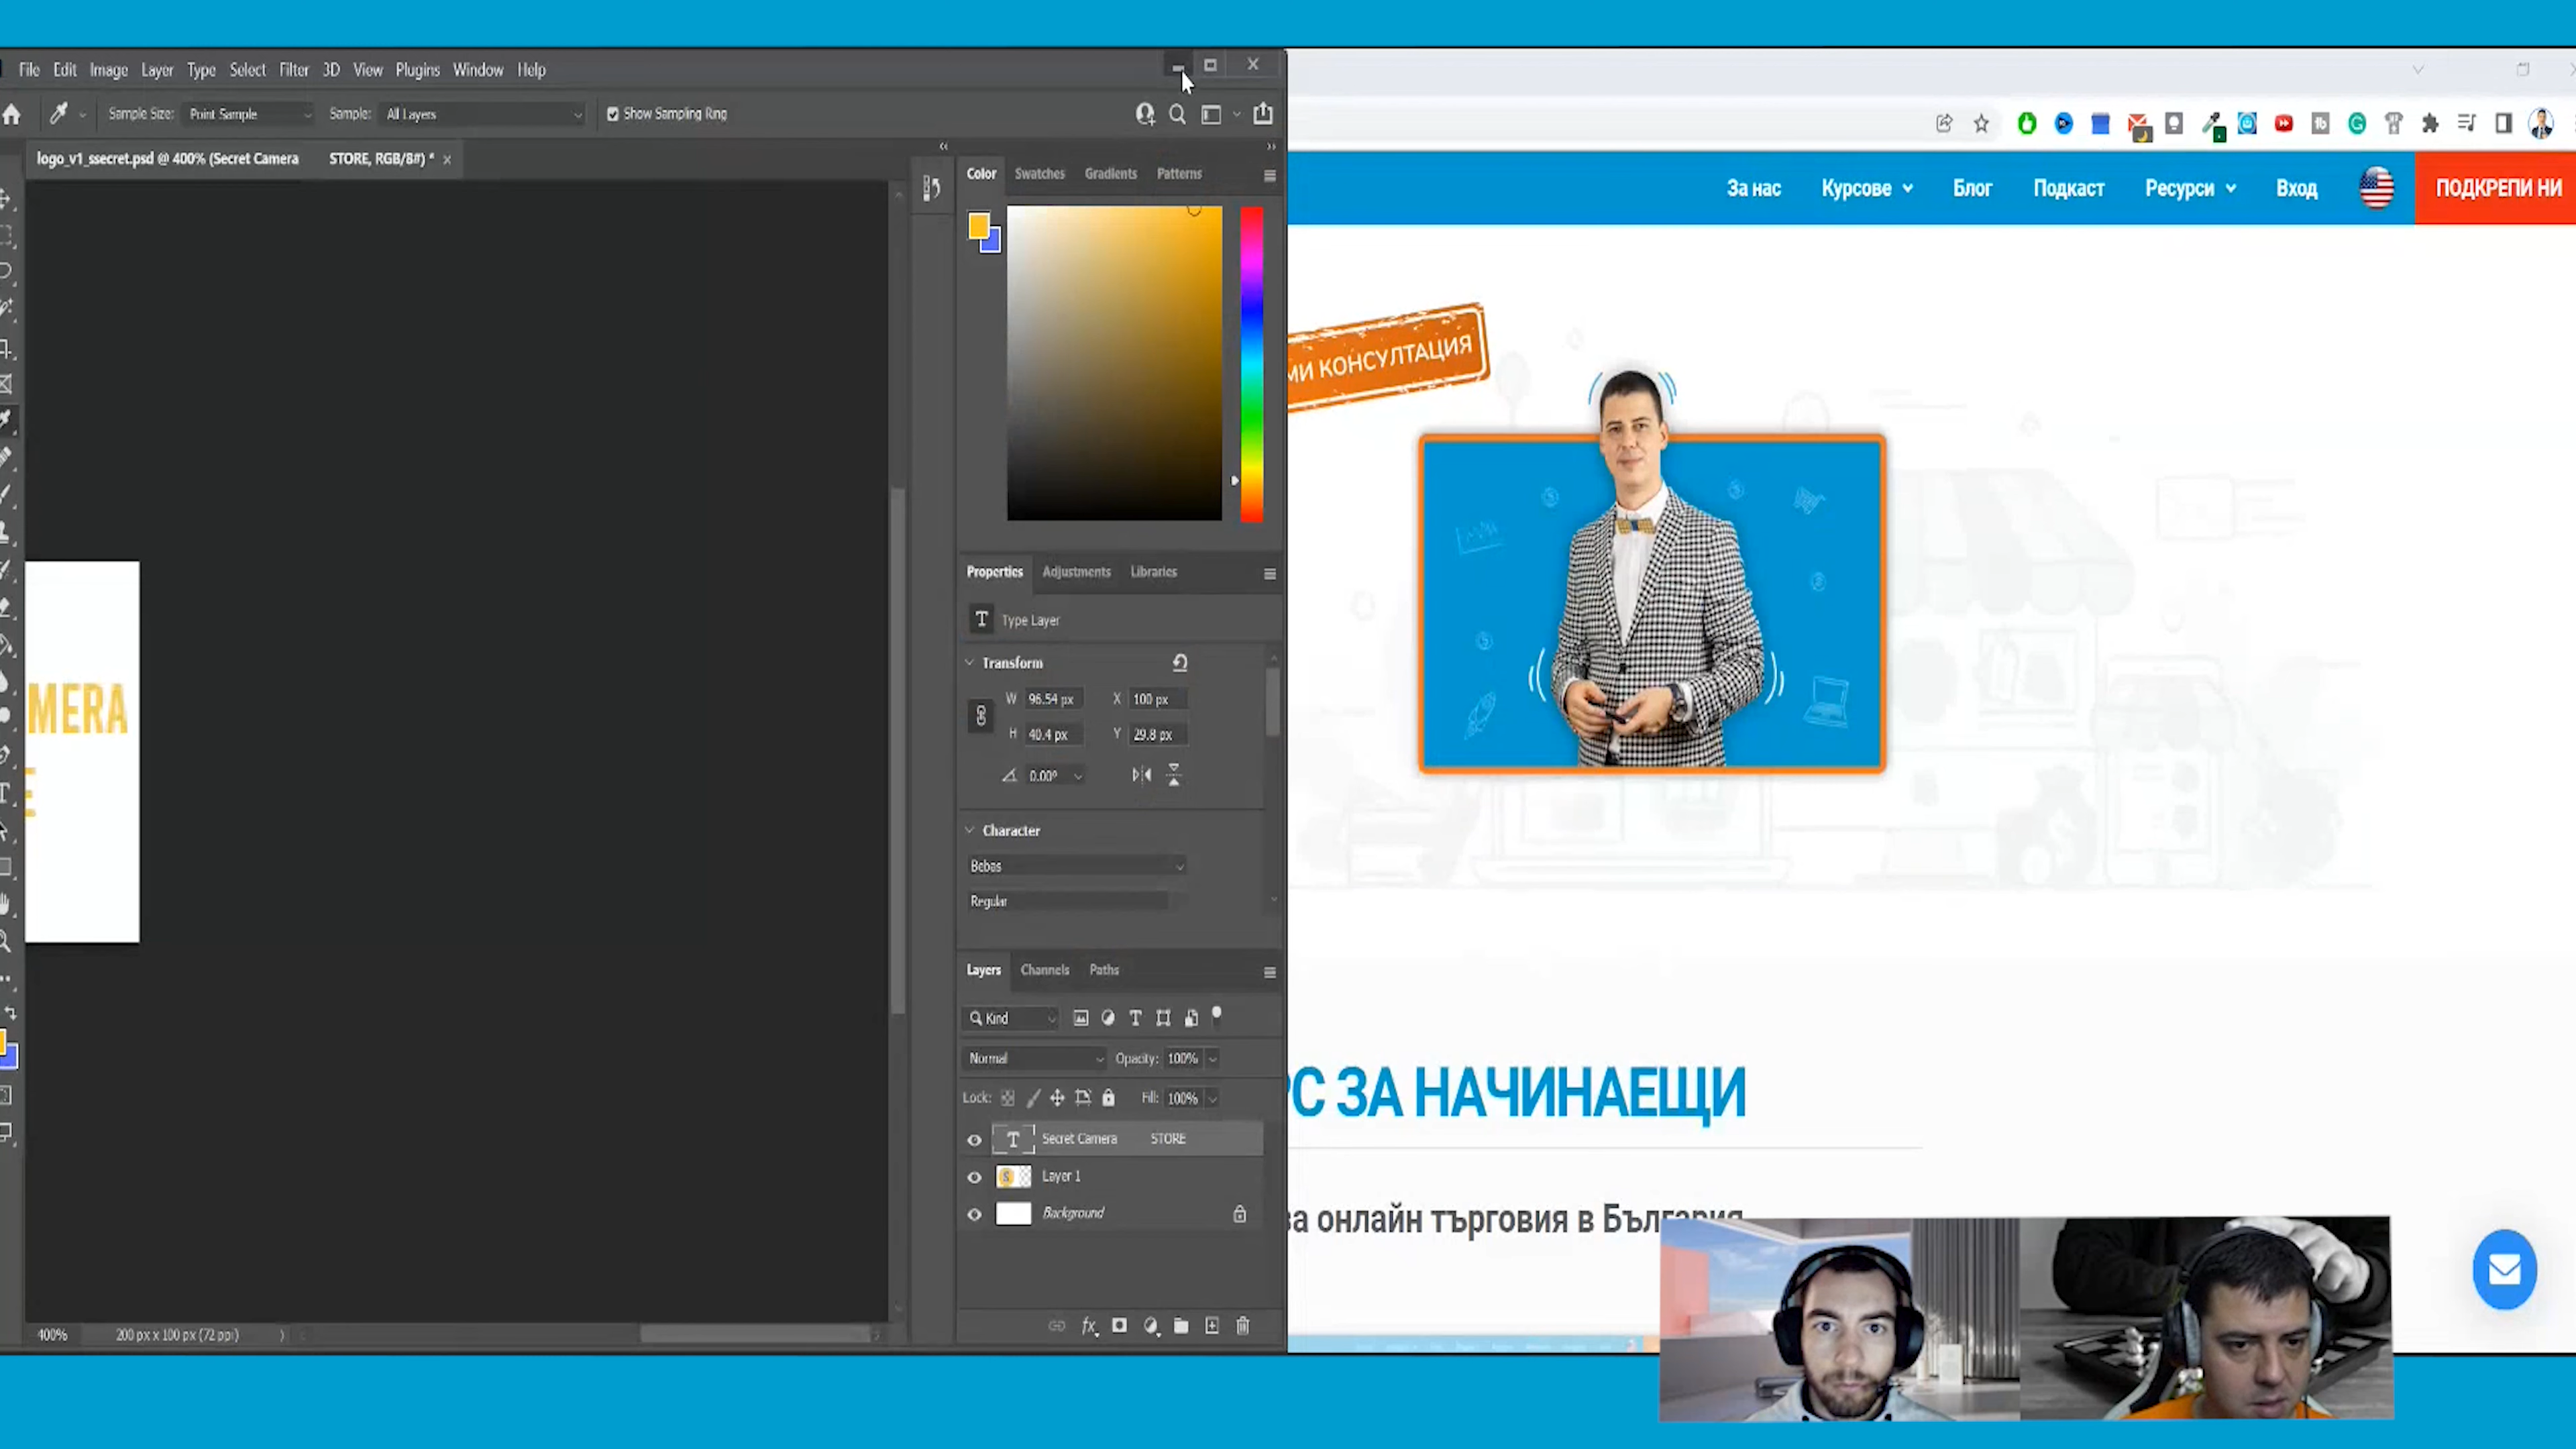 File Edit Image Layer Type Select Filter 3D View Plugins Window Help
Sample Size: Point Sample Sample: All Layers Show Sampling Ring
logo_v1_ssecret.psd @ 400% (Secret Camera STORE, RGB/8#) *
Color Swatches Gradients Patterns
MERA
E
Properties Adjustments Libraries
Type Layer
Transform
W 96.54 px X 100 px
H 40.4 px Y 29.8 px
0.00°
Character
Bebas
Regular
Layers Channels Paths
Kind
Normal Opacity: 100%
Lock: Fill: 100%
Secret Camera STORE
Layer 1
Background
400% 200 px x 100 px (72 ppi)
За нас Курсове Блог Подкаст Ресурси Вход ПОДКРЕПИ НИ
МИ КОНСУЛТАЦИЯ
РС ЗА НАЧИНАЕЩИ
за онлайн търговия в България